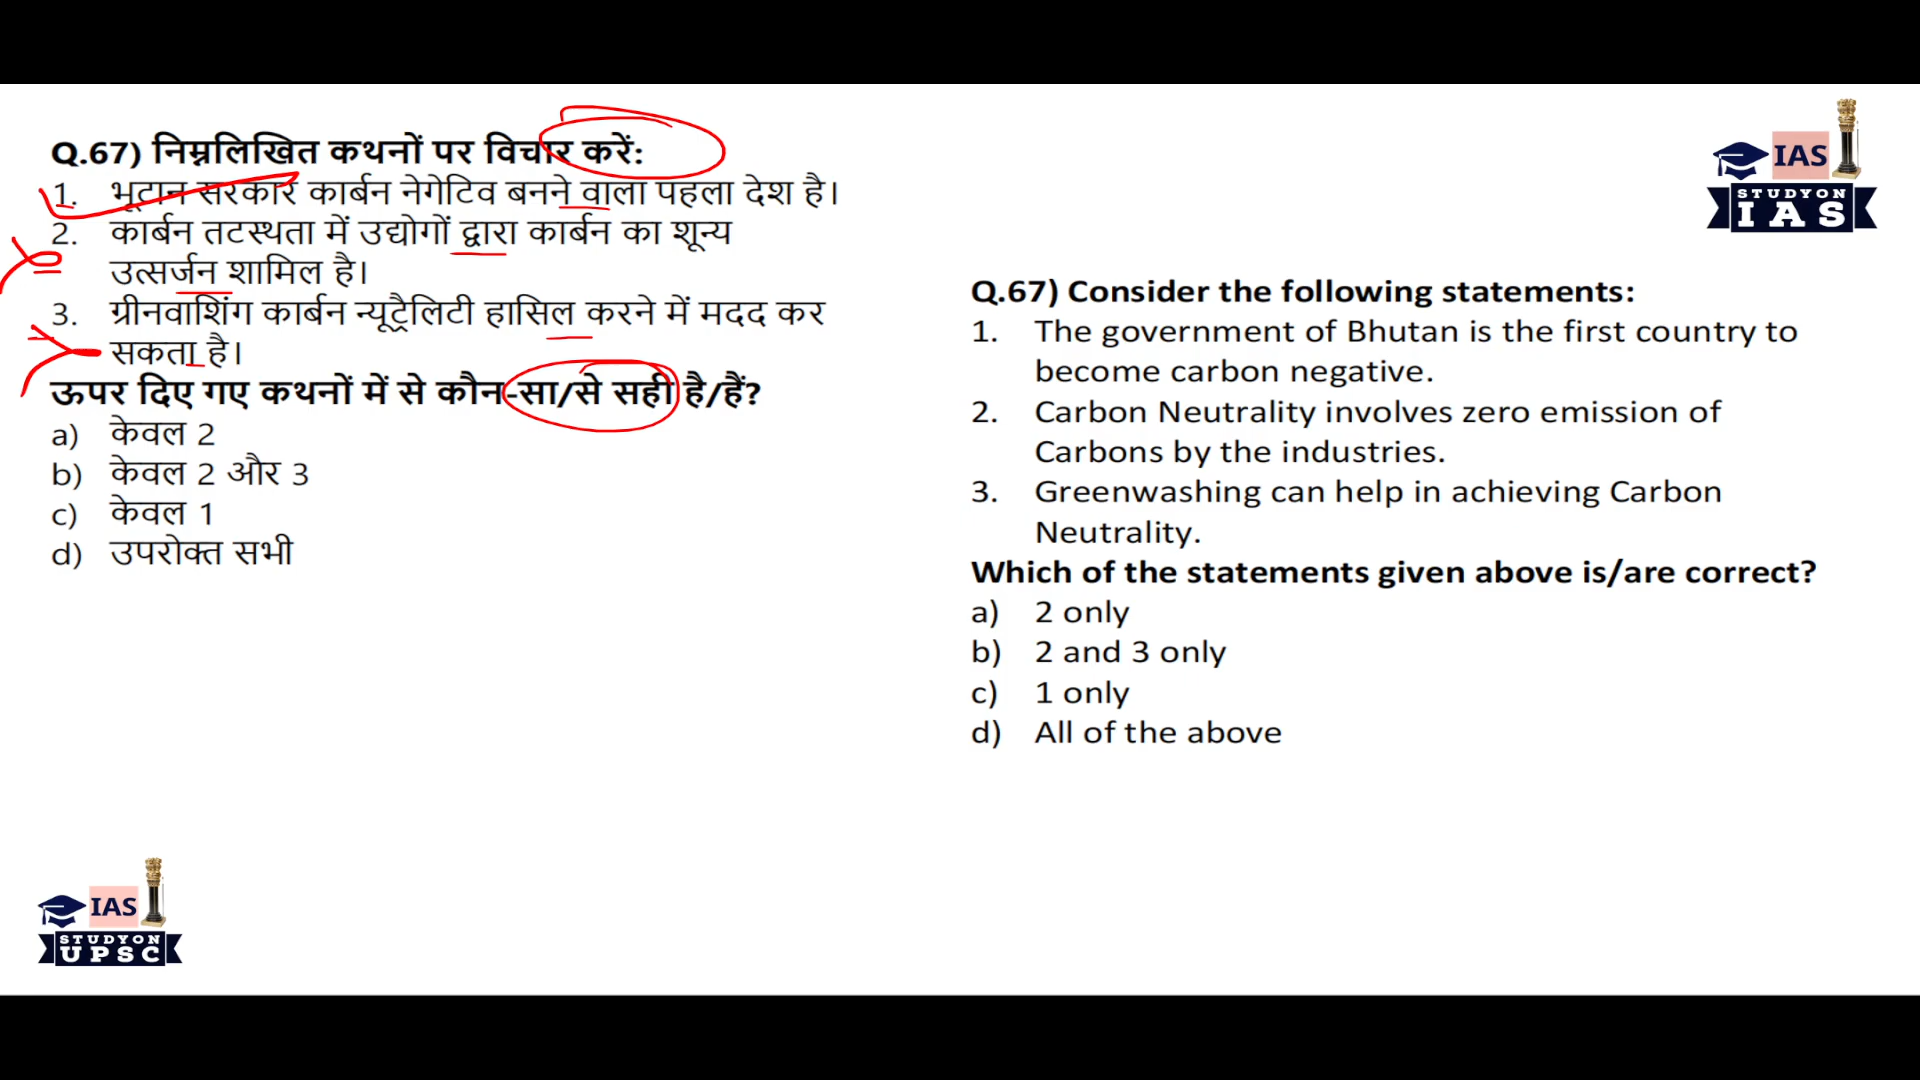 Q.67) निम्नलिखित कथनों पर विचार करें:
1. भूटान सरकार कार्बन नेगेटिव बनने वाला पहला देश है।
2. कार्बन तटस्थता में उद्योगों द्वारा कार्बन का शून्य
उत्सर्जन शामिल है।
3. ग्रीनवाशिंग कार्बन न्यूट्रैलिटी हासिल करने में मदद कर
सकता है।
ऊपर दिए गए कथनों में से कौन-सा/से सही है/हैं?
a) केवल 2
b) केवल 2 और 3
c) केवल 1
d) उपरोक्त सभी
IAS
STUDYON
UPSC
IAS
STUDYON
IAS
Q.67) Consider the following statements:
1. The government of Bhutan is the first country to
become carbon negative.
2. Carbon Neutrality involves zero emission of
Carbons by the industries.
3. Greenwashing can help in achieving Carbon
Neutrality.
Which of the statements given above is/are correct?
a) 2 only
b) 2 and 3 only
c) 1 only
d) All of the above